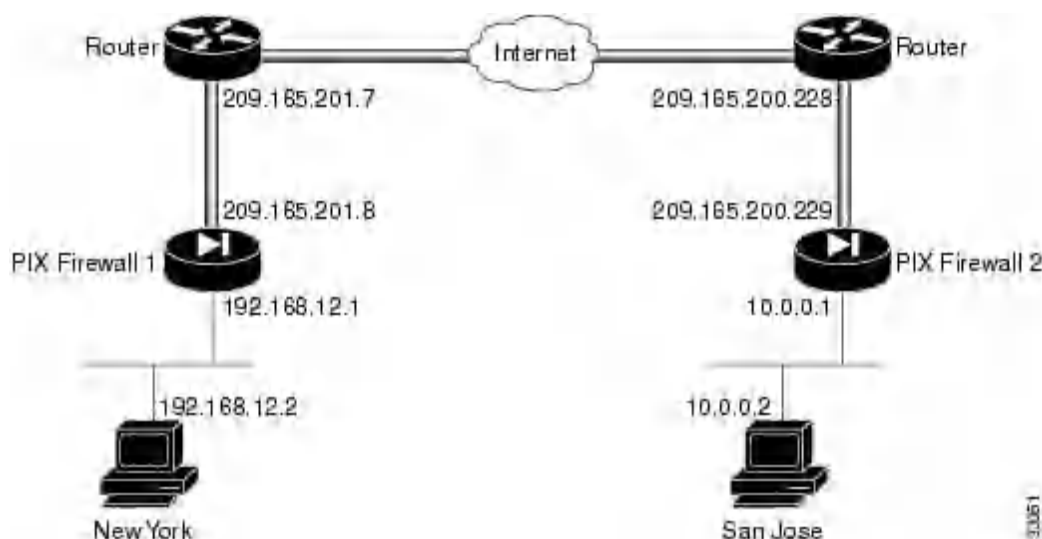 Router
Internet
Router
209.165.201.7
209.165.200.228
209.165.201.8
209.165.200.229
PIX Firewall 1
PIX Firewall 2
192.168.12.1
10.0.0.1
192.168.12.2
10.0.0.2
New York
San Jose